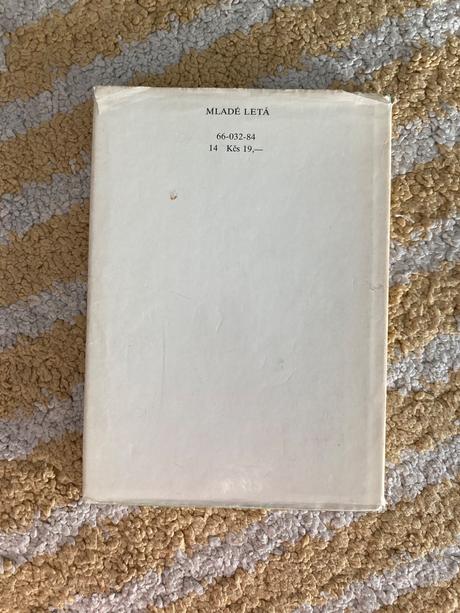 MLADÉ LETÁ
66-032-84
14 Kčs 19,—